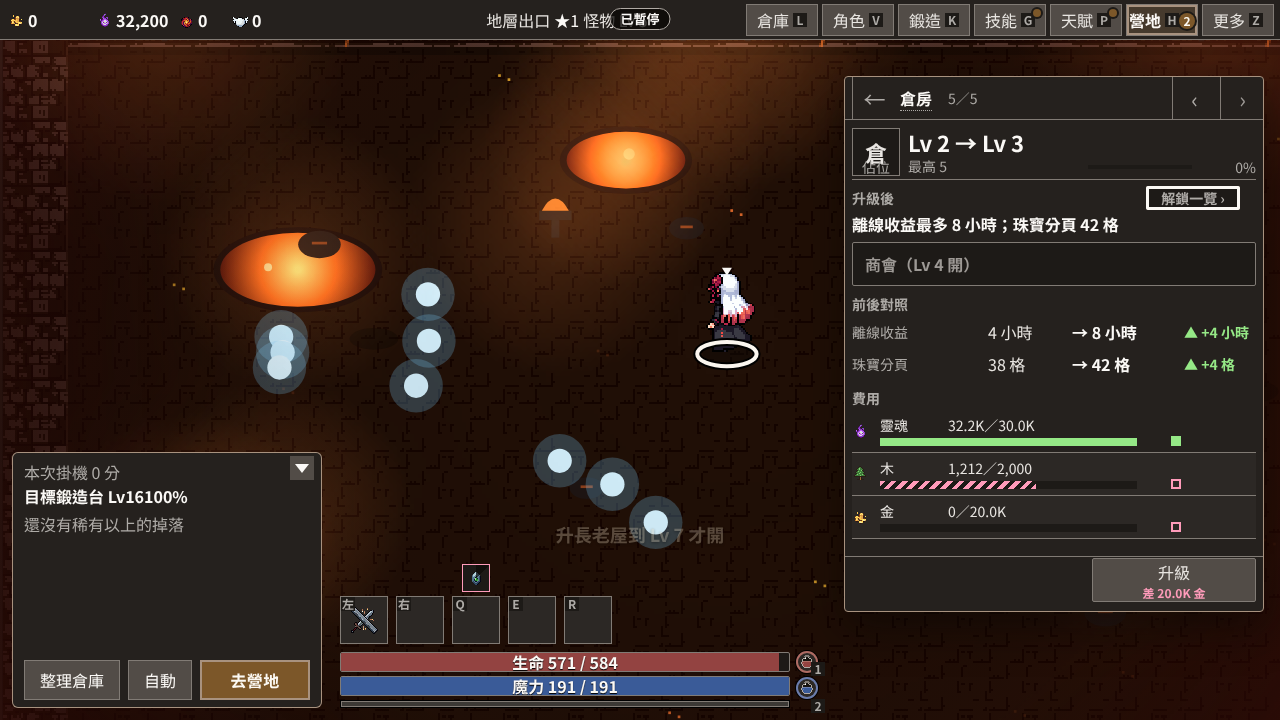 0
32,200
0
0
地層出口 ★1 怪物
已暫停
倉庫 L
角色 V
鍛造 K
技能 G
天賦 P
營地 H 2
更多 Z
← 倉房 5／5 ‹ ›
倉
佔位
Lv 2 → Lv 3
最高 5
0%
升級後
解鎖一覽 ›
離線收益最多 8 小時；珠寶分頁 42 格
商會（Lv 4 開）
前後對照
離線收益 4 小時 → 8 小時 ▲ +4 小時
珠寶分頁 38 格 → 42 格 ▲ +4 格
費用
靈魂 32.2K／30.0K
木 1,212／2,000
金 0／20.0K
升級
差 20.0K 金
本次掛機 0 分
目標鍛造台 Lv16100%
還沒有稀有以上的掉落
整理倉庫
自動
去營地
升長老屋到 Lv 7 才開
左
右
Q
E
R
生命 571 / 584
1
魔力 191 / 191
2